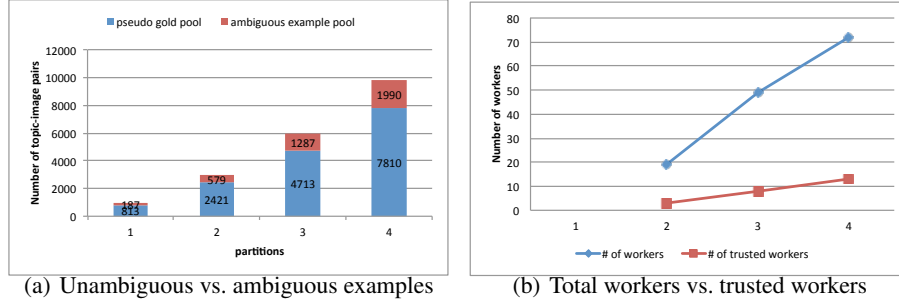 pseudo gold pool ambiguous example pool
Number of topic-image pairs
12000
10000
8000
6000
4000
2000
0
187
813
579
2421
1287
4713
1990
7810
1 2 3 4
partitions
(a) Unambiguous vs. ambiguous examples
Number of workers
80
70
60
50
40
30
20
10
0
1 2 3 4
# of workers # of trusted workers
(b) Total workers vs. trusted workers